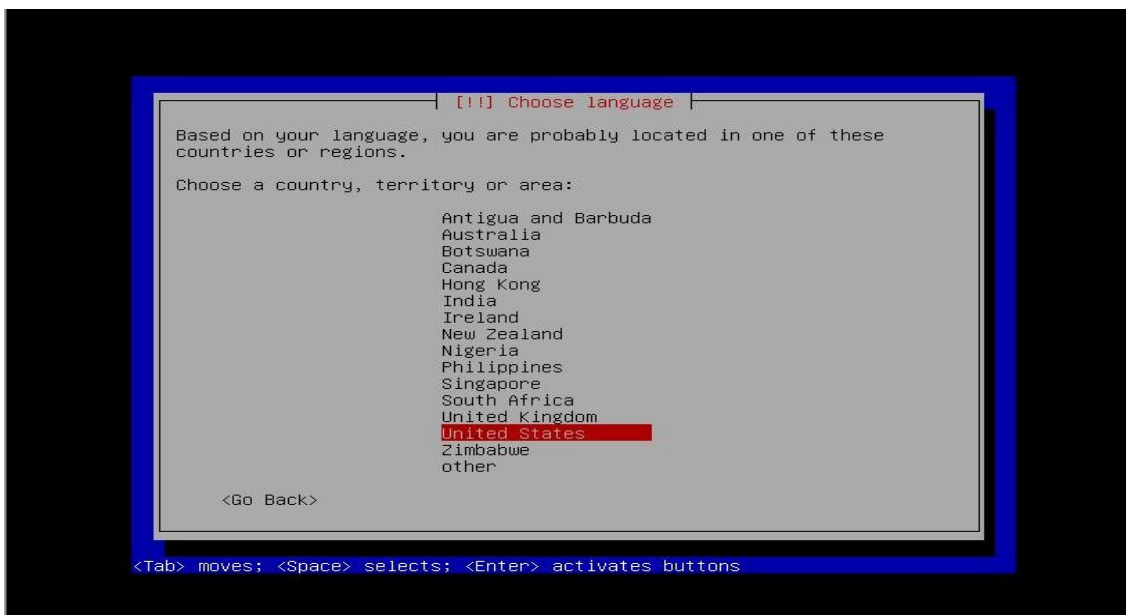 [!!] Choose language
Based on your language, you are probably located in one of these
countries or regions.
Choose a country, territory or area:
Antigua and Barbuda
Australia
Botswana
Canada
Hong Kong
India
Ireland
New Zealand
Nigeria
Philippines
Singapore
South Africa
United Kingdom
United States
Zimbabwe
other
<Go Back>
<Tab> moves; <Space> selects; <Enter> activates buttons